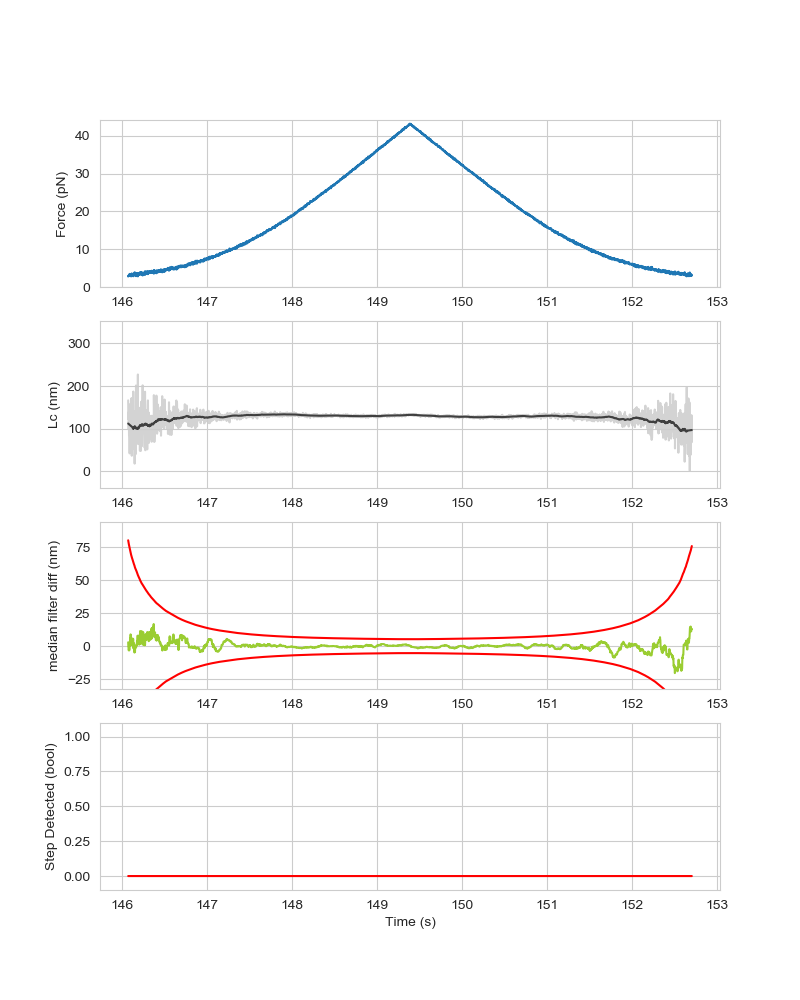 40
30
20
10
0
Force (pN)
146 147 148 149 150 151 152 153
300
200
100
0
Lc (nm)
146 147 148 149 150 151 152 153
75
50
25
0
−25
median filter diff (nm)
146 147 148 149 150 151 152 153
1.00
0.75
0.50
0.25
0.00
Step Detected (bool)
146 147 148 149 150 151 152 153
Time (s)